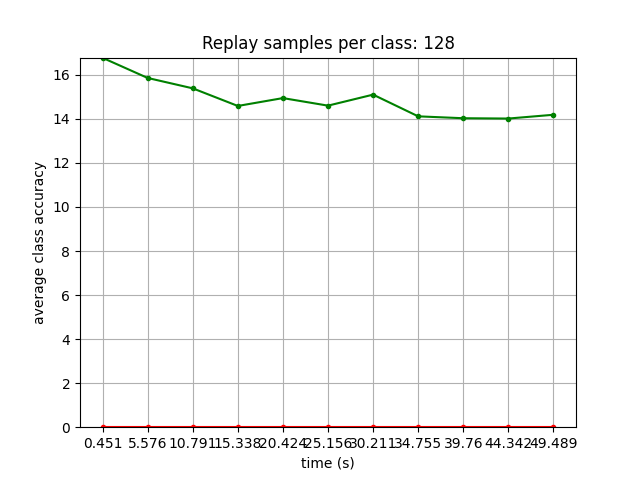 Replay samples per class: 128
16
14
12
10
8
6
4
2
0
average class accuracy
0.451 5.576 10.791 15.338 20.424 25.156 30.211 34.755 39.76 44.342 49.489
time (s)